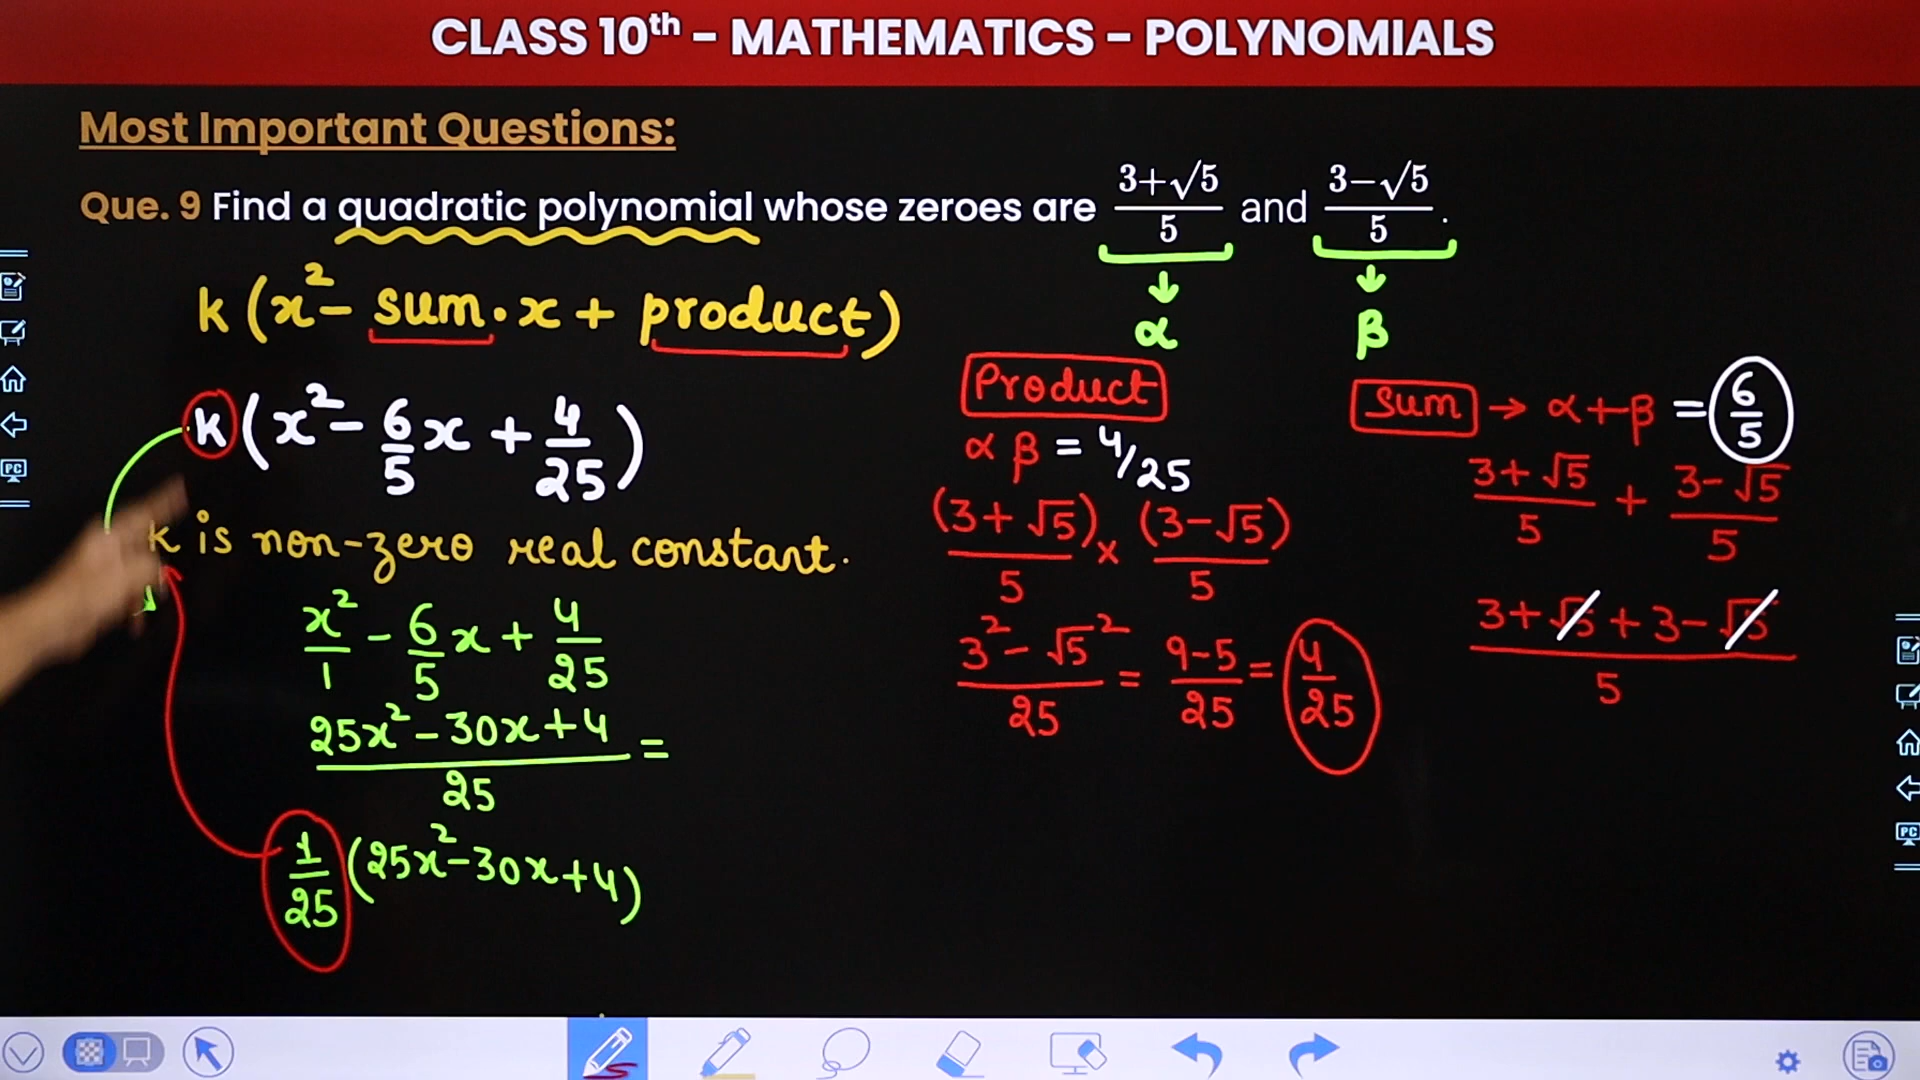 CLASS 10th - MATHEMATICS - POLYNOMIALS
Most Important Questions:
Que. 9 Find a quadratic polynomial whose zeroes are (3+√5)/5 and (3−√5)/5 .
α β
k (x² − sum · x + product)
k (x² − 6/5 x + 4/25)
k is non-zero real constant.
x²/1 − 6/5 x + 4/25
(25x² − 30x + 4)/25 =
1/25 (25x² − 30x + 4)
Product
α β = 4/25
(3 + √5)/5 × (3 − √5)/5
(3² − √5²)/25 = (9 − 5)/25 = 4/25
Sum → α + β = 6/5
(3 + √5)/5 + (3 − √5)/5
(3 + √5 + 3 − √5)/5
PC
PC